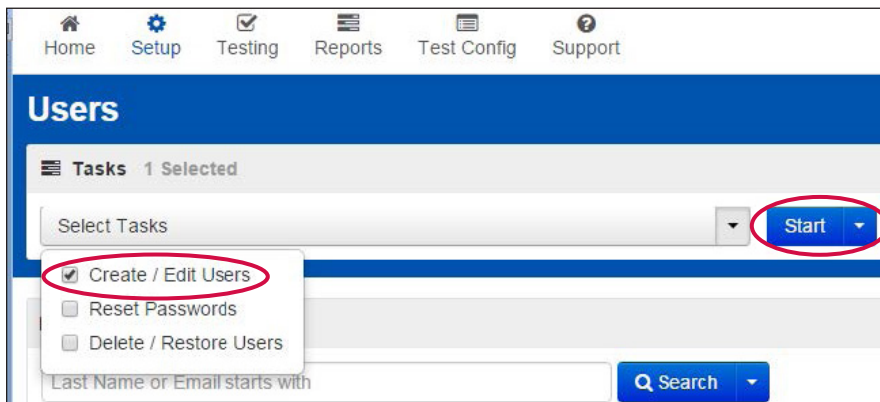 Home Setup Testing Reports Test Config Support
Users
Tasks 1 Selected
Select Tasks
Start
Create / Edit Users
Reset Passwords
Delete / Restore Users
Last Name or Email starts with
Search